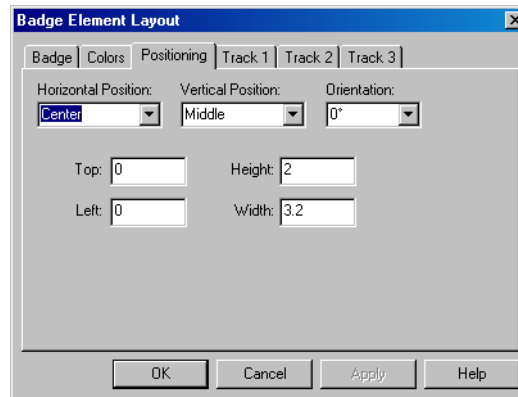 Badge Element Layout
Badge Colors Positioning Track 1 Track 2 Track 3
Horizontal Position: Vertical Position: Orientation:
Center Middle 0°
Top: 0 Height: 2
Left: 0 Width: 3.2
OK Cancel Apply Help